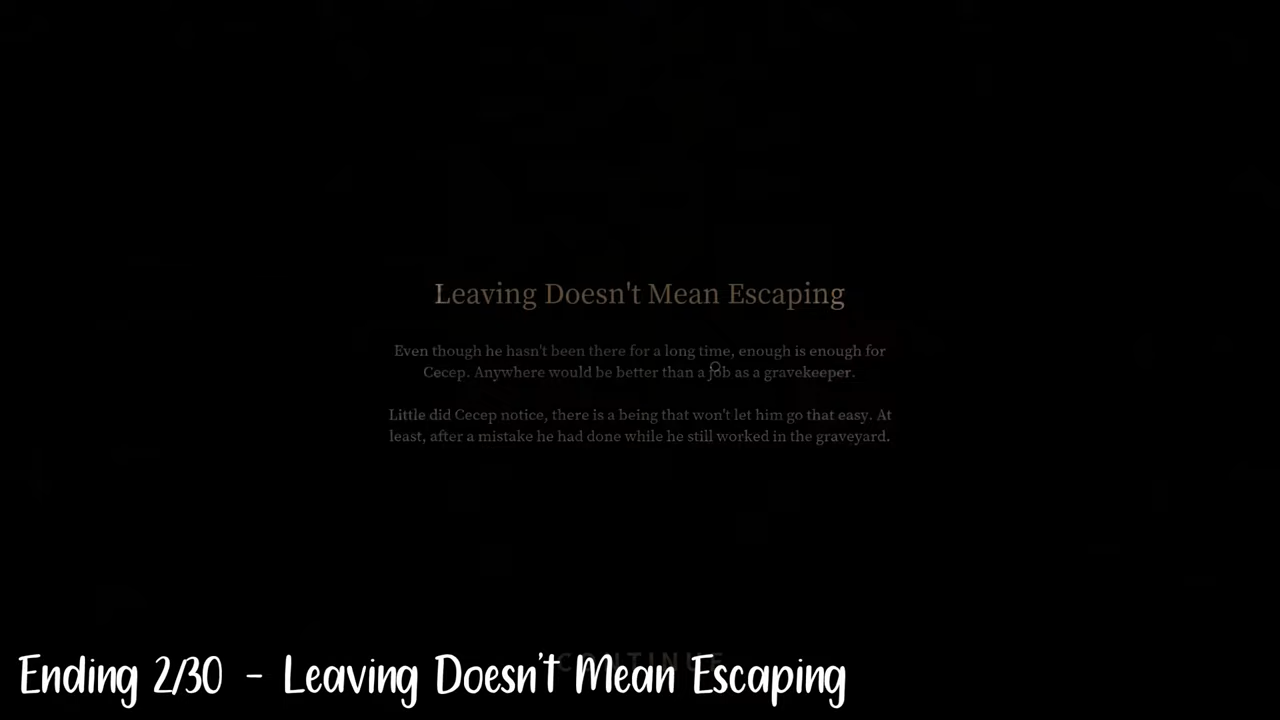 Leaving Doesn't Mean Escaping
Even though he hasn't been there for a long time, enough is enough for
Cecep. Anywhere would be better than a job as a gravekeeper.
Little did Cecep notice, there is a being that won't let him go that easy. At
least, after a mistake he had done while he still worked in the graveyard.
CONTINUE
Ending 2/30 - Leaving Doesn't Mean Escaping